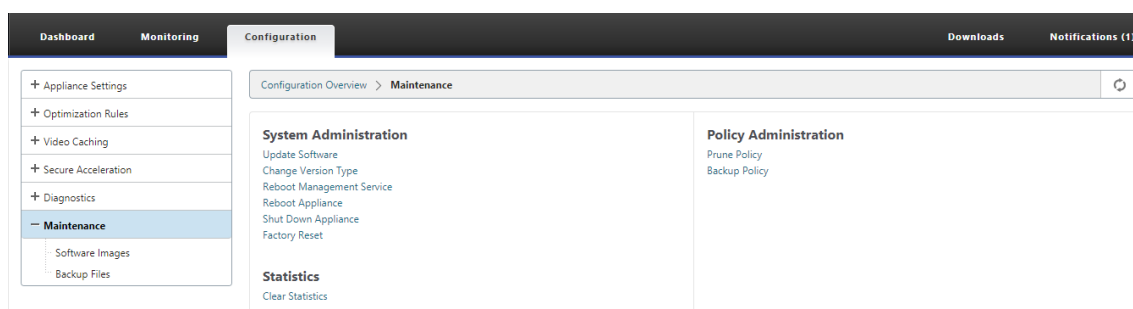 Dashboard Monitoring Configuration Downloads Notifications (1)
+ Appliance Settings
+ Optimization Rules
+ Video Caching
+ Secure Acceleration
+ Diagnostics
− Maintenance
Software Images
Backup Files
Configuration Overview > Maintenance
System Administration
Update Software
Change Version Type
Reboot Management Service
Reboot Appliance
Shut Down Appliance
Factory Reset
Statistics
Clear Statistics
Policy Administration
Prune Policy
Backup Policy